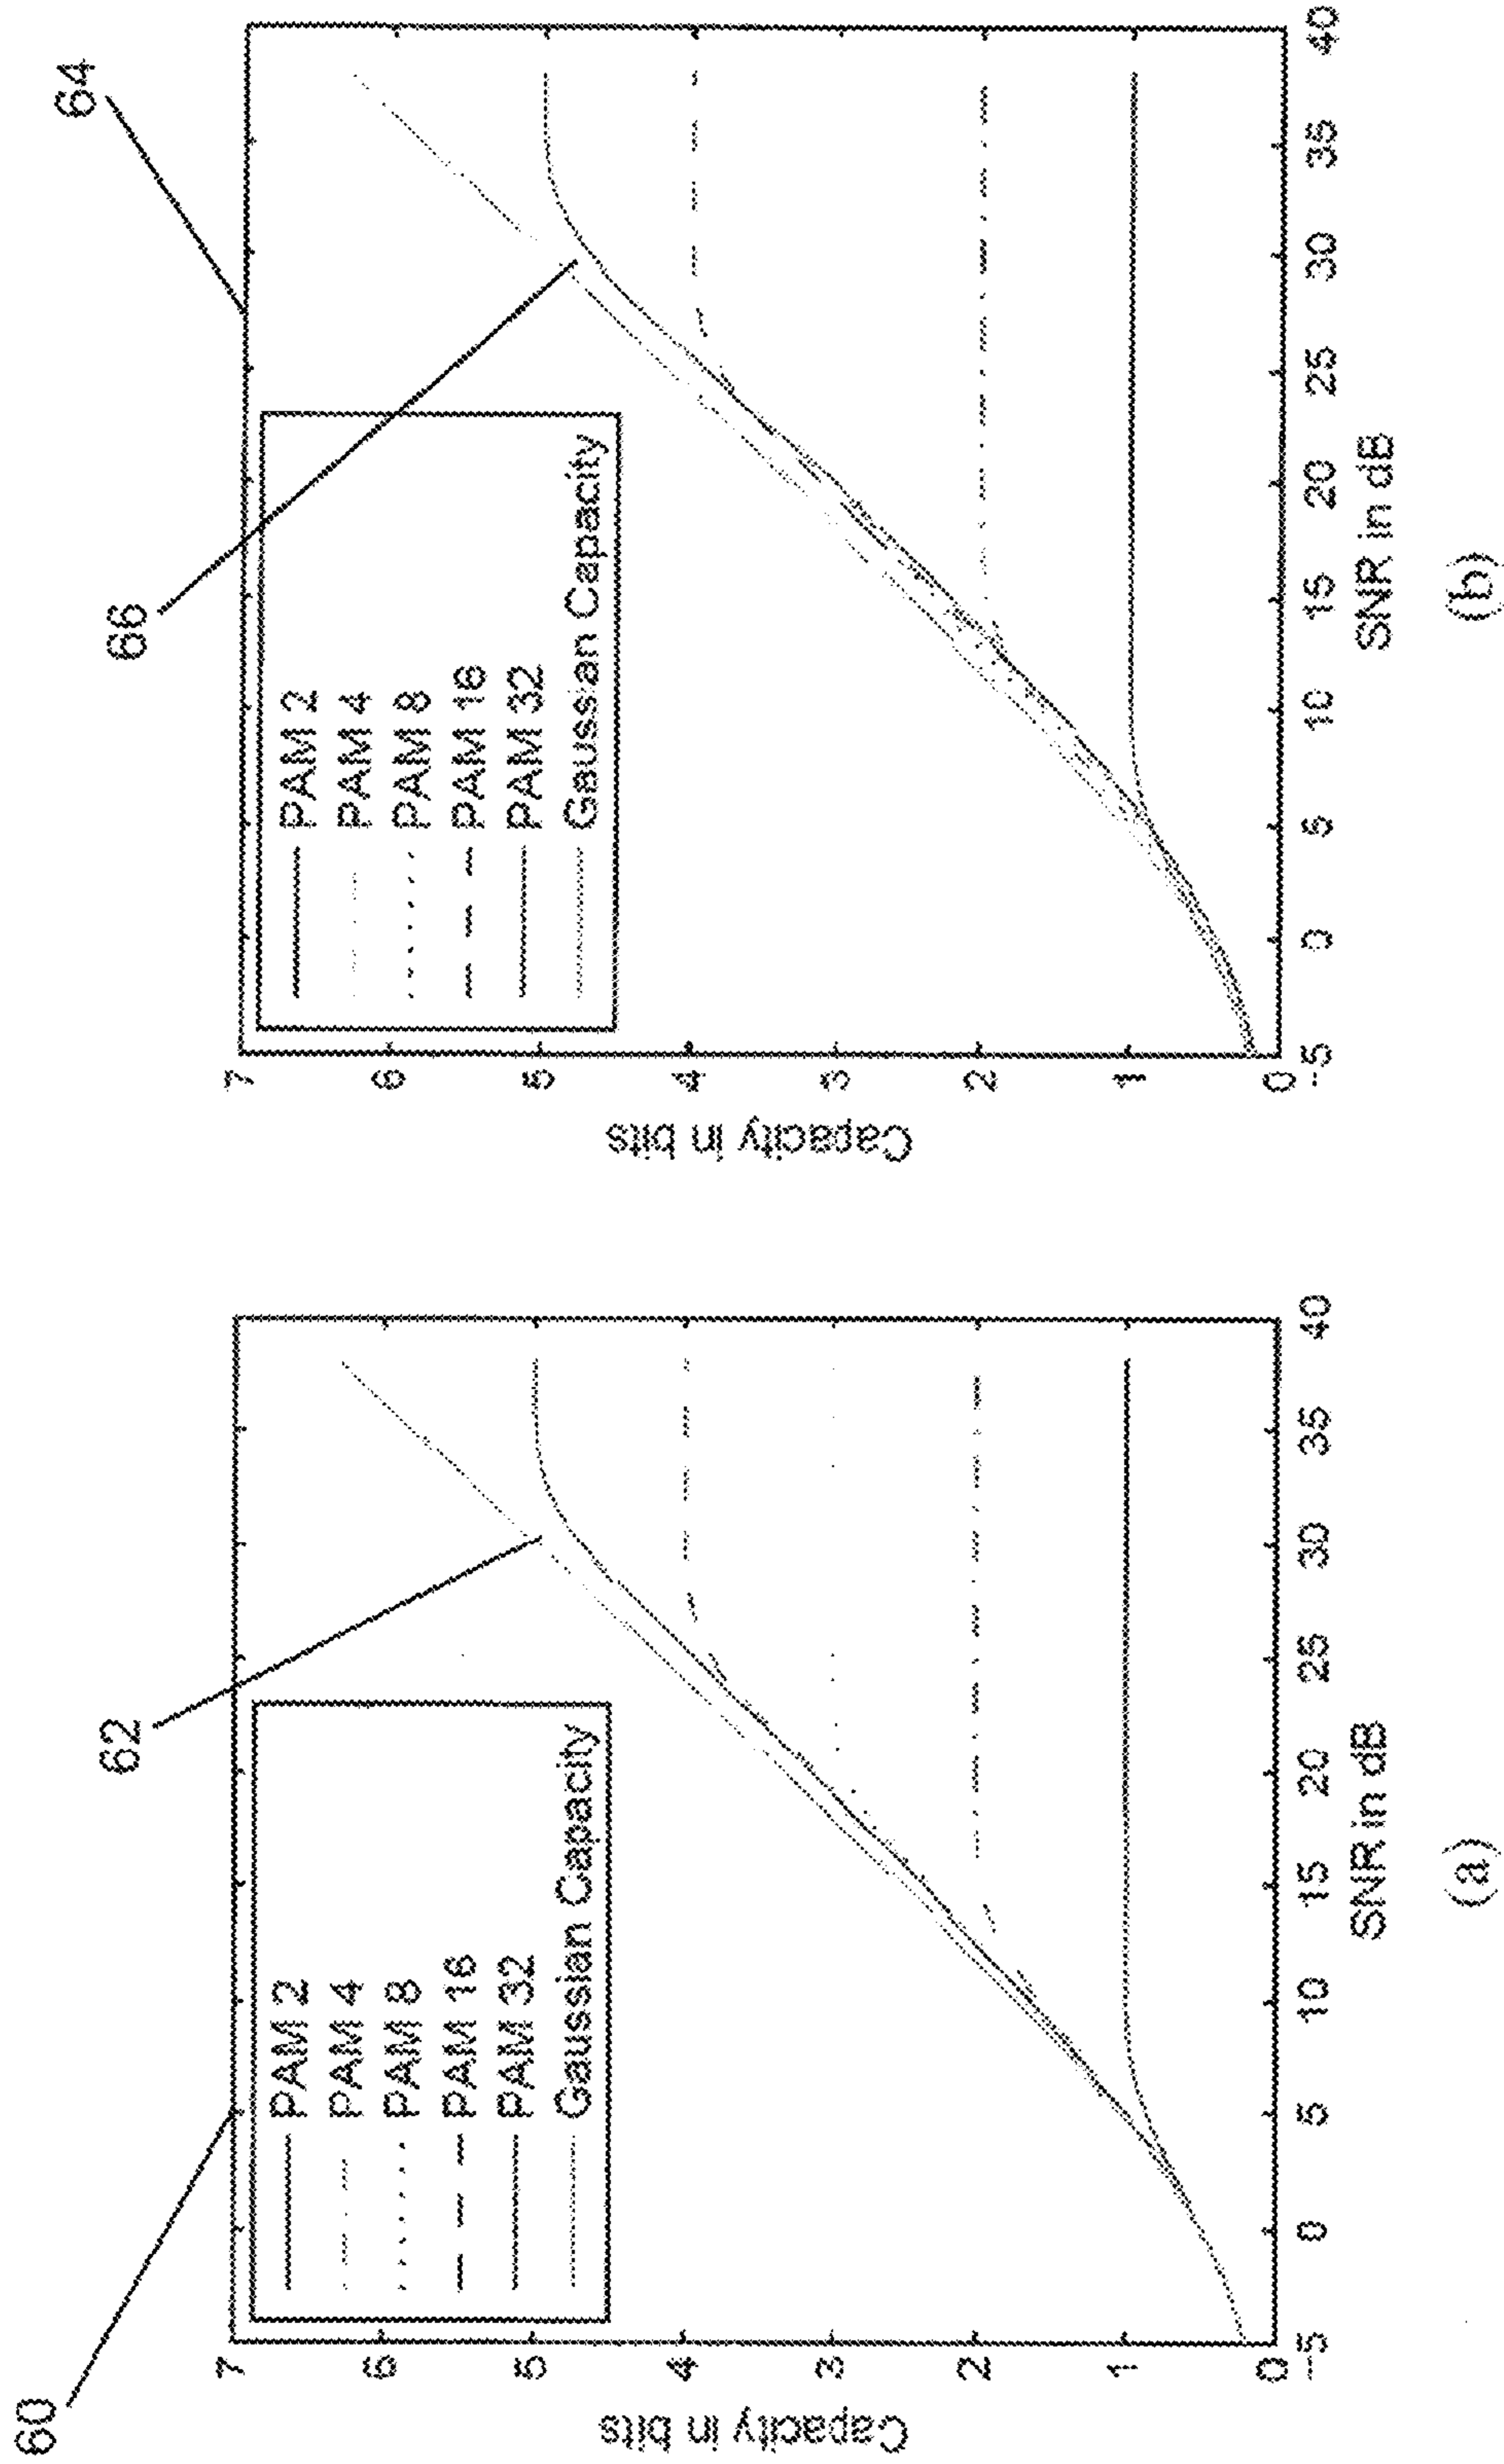 60
62
7
6
5
4
3
2
1
0
Capacity in bits
PAM 2
PAM 4
PAM 8
PAM 16
PAM 32
Gaussian Capacity
-5
0
5
10
15
20
25
30
35
40
SNR in dB
(a)
64
66
7
6
5
4
3
2
1
0
Capacity in bits
PAM 2
PAM 4
PAM 8
PAM 16
PAM 32
Gaussian Capacity
-5
0
5
10
15
20
25
30
35
40
SNR in dB
(b)